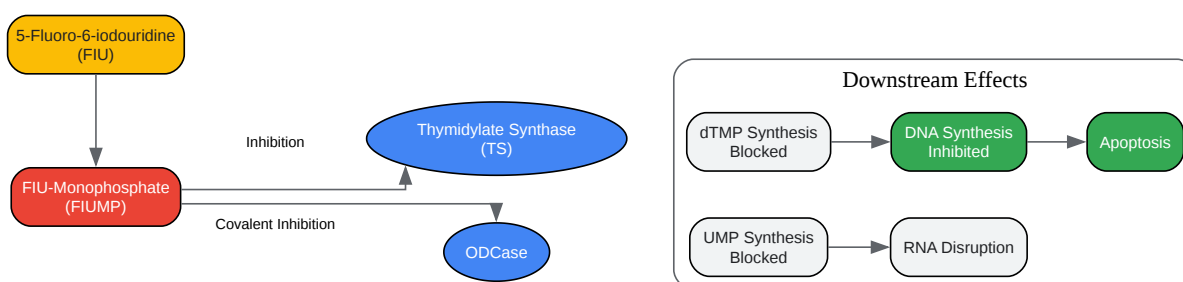 5-Fluoro-6-iodouridine
(FIU)
Inhibition
FIU-Monophosphate
(FIUMP)
Covalent Inhibition
Thymidylate Synthase
(TS)
ODCase
Downstream Effects
dTMP Synthesis
Blocked
DNA Synthesis
Inhibited
Apoptosis
UMP Synthesis
Blocked
RNA Disruption